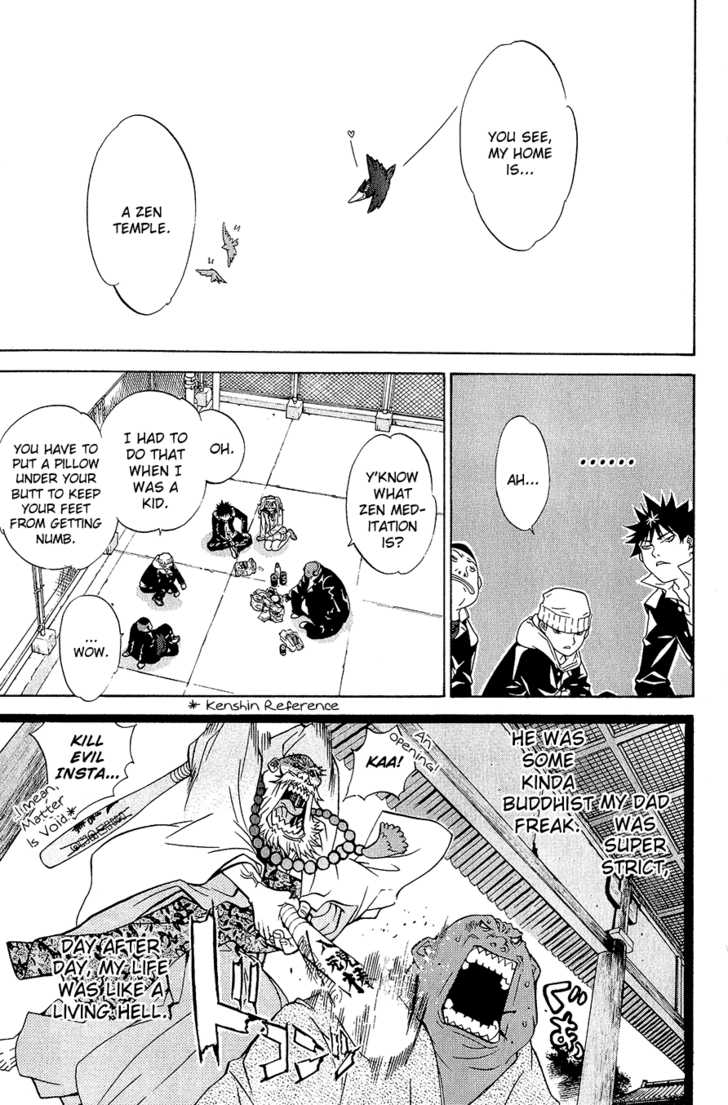 YOU SEE,
MY HOME
IS...
A ZEN
TEMPLE.
......
AH...
Y'KNOW
WHAT
ZEN MED-
ITATION
IS?
OH.
I HAD TO
DO THAT
WHEN I
WAS A
KID.
YOU HAVE TO
PUT A PILLOW
UNDER YOUR
BUTT TO KEEP
YOUR FEET
FROM GETTING
NUMB.
...
WOW.
* Kenshin Reference
MY DAD
WAS
SUPER
STRICT,
HE WAS
SOME
KINDA
BUDDHIST
FREAK.
An
opening!
KAA!
KILL
EVIL
INSTA...
I mean,
Matter
Is Void*
DAY AFTER
DAY, MY LIFE
WAS LIKE A
LIVING HELL.